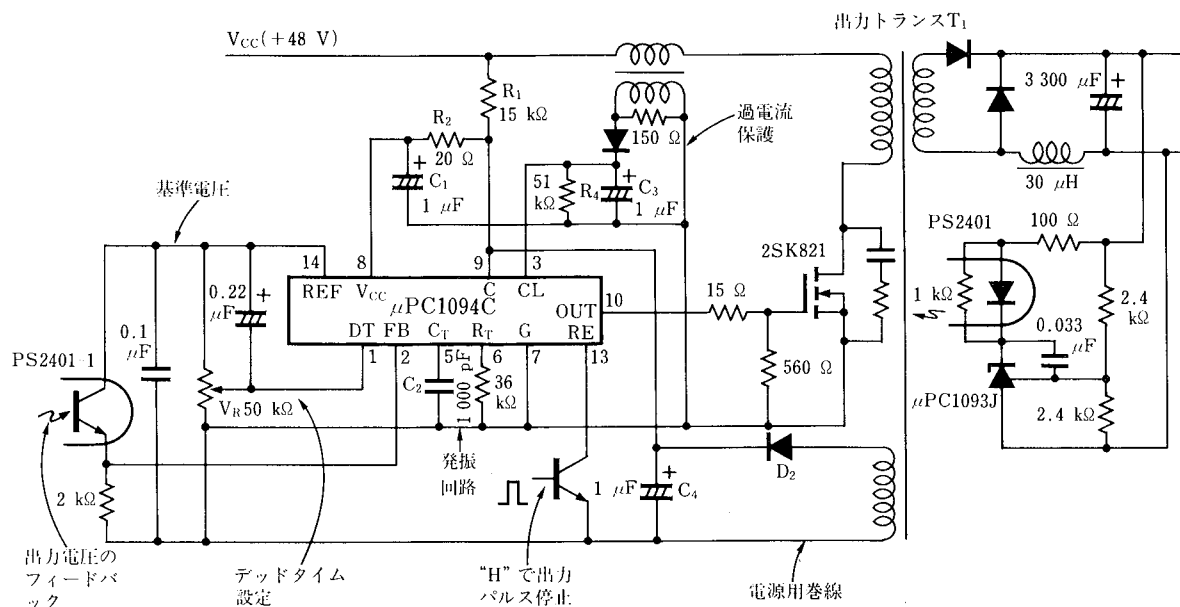 出力トランスT₁
V_CC(+48 V)
R₁
15 kΩ
R₂
20 Ω
C₁
1 μF
150 Ω
過電流
保護
51
kΩ
R₄
C₃
1 μF
3 300 μF
30 μH
基準電圧
14
8
9
3
REF
V_CC
C
CL
μPC1094C
OUT
10
DT
FB
C_T
R_T
G
RE
1
2
5
6
7
13
0.22
μF
0.1
μF
PS2401-1
V_R 50 kΩ
C₂
1 000 pF
36
kΩ
発振
回路
15 Ω
560 Ω
2SK821
PS2401
100 Ω
1 kΩ
2.4
kΩ
0.033
μF
μPC1093J
2.4 kΩ
D₂
1 μF
C₄
2 kΩ
出力電圧の
フィードバ
ック
デッドタイム
設定
“H”で出力
パルス停止
電源用巻線